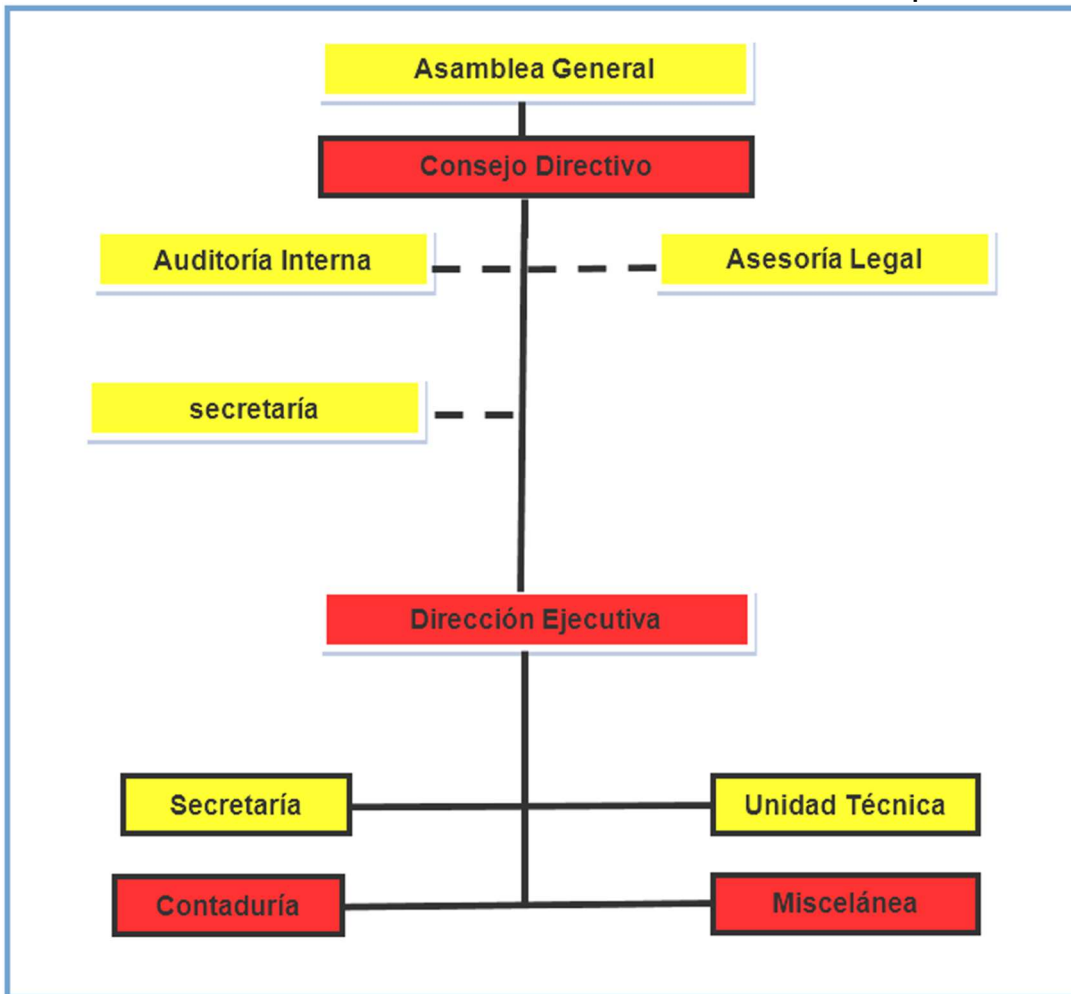 Asamblea General
Consejo Directivo
Auditoría Interna
Asesoría Legal
secretaría
Dirección Ejecutiva
Secretaría
Unidad Técnica
Contaduría
Miscelánea